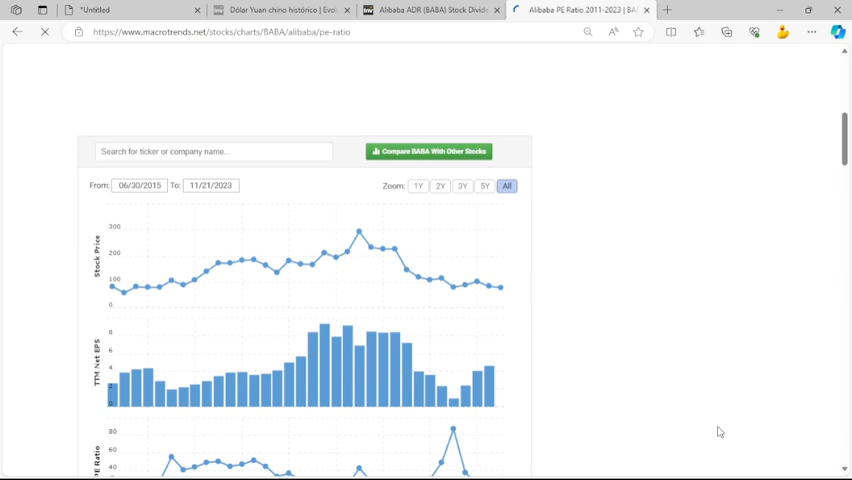 *Untitled
Dólar Yuan chino histórico | Evol
Alibaba ADR (BABA) Stock Divide
Alibaba PE Ratio 2011-2023 | BA
https://www.macrotrends.net/stocks/charts/BABA/alibaba/pe-ratio
Search for ticker or company name...
Compare BABA With Other Stocks
From: 06/30/2015 To: 11/21/2023
Zoom: 1Y 2Y 3Y 5Y All
Stock Price
300
200
100
0
TTM Net EPS
8
6
4
2
0
PE Ratio
80
60
40